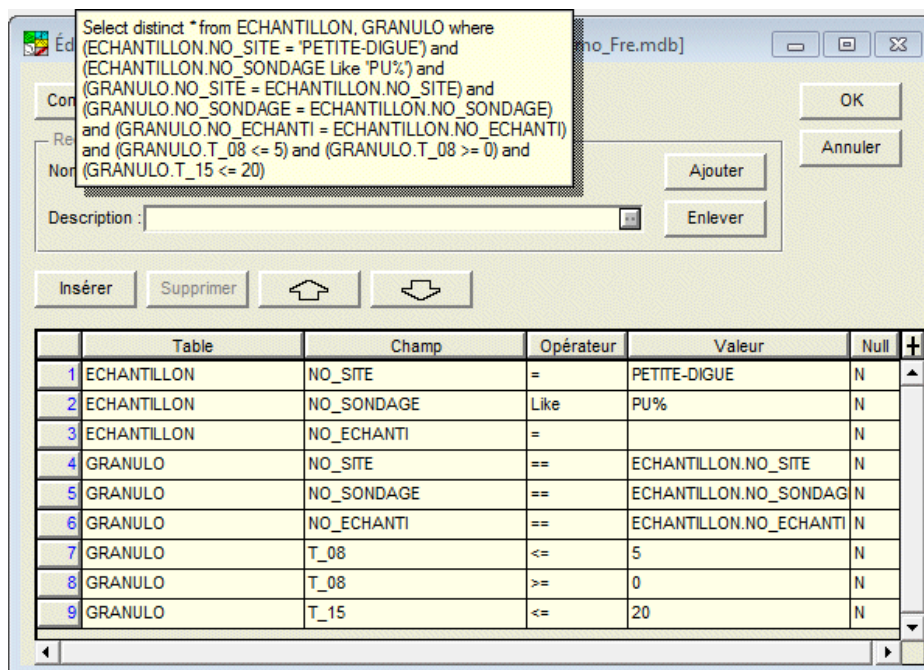 Select distinct * from ECHANTILLON, GRANULO where
(ECHANTILLON.NO_SITE = 'PETITE-DIGUE') and
(ECHANTILLON.NO_SONDAGE Like 'PU%') and
(GRANULO.NO_SITE = ECHANTILLON.NO_SITE) and
(GRANULO.NO_SONDAGE = ECHANTILLON.NO_SONDAGE)
and (GRANULO.NO_ECHANTI = ECHANTILLON.NO_ECHANTI)
and (GRANULO.T_08 <= 5) and (GRANULO.T_08 >= 0) and
(GRANULO.T_15 <= 20)
Éd mo_Fre.mdb]
Con OK
Re Annuler
Nor Ajouter
Description : Enlever
Insérer Supprimer
Table Champ Opérateur Valeur Null +
1 ECHANTILLON NO_SITE = PETITE-DIGUE N
2 ECHANTILLON NO_SONDAGE Like PU% N
3 ECHANTILLON NO_ECHANTI = N
4 GRANULO NO_SITE == ECHANTILLON.NO_SITE N
5 GRANULO NO_SONDAGE == ECHANTILLON.NO_SONDAG N
6 GRANULO NO_ECHANTI == ECHANTILLON.NO_ECHANTI N
7 GRANULO T_08 <= 5 N
8 GRANULO T_08 >= 0 N
9 GRANULO T_15 <= 20 N